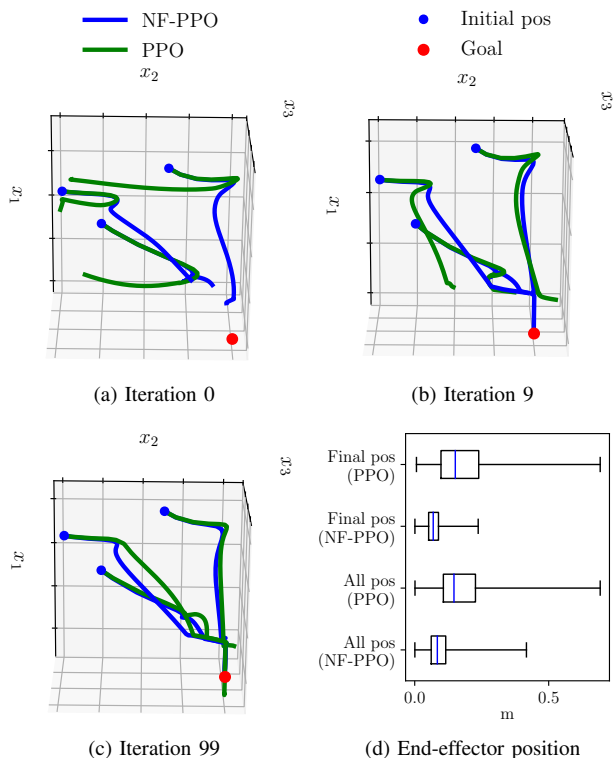 NF-PPO
PPO
Initial pos
Goal
x₂
x₃
x₁
(a) Iteration 0
x₂
x₃
x₁
(b) Iteration 9
x₂
x₃
x₁
(c) Iteration 99
Final pos
(PPO)
Final pos
(NF-PPO)
All pos
(PPO)
All pos
(NF-PPO)
0.0
0.5
m
(d) End-effector position